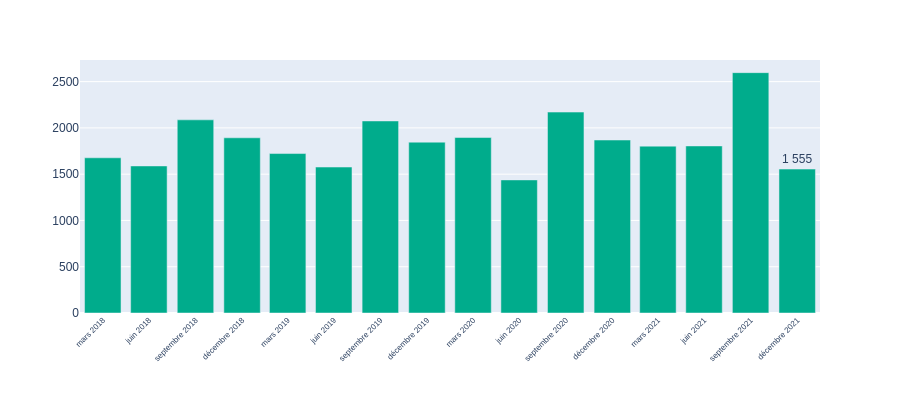 2500
2000
1500
1000
500
0
1 555
mars 2018
juin 2018
septembre 2018
décembre 2018
mars 2019
juin 2019
septembre 2019
décembre 2019
mars 2020
juin 2020
septembre 2020
décembre 2020
mars 2021
juin 2021
septembre 2021
décembre 2021